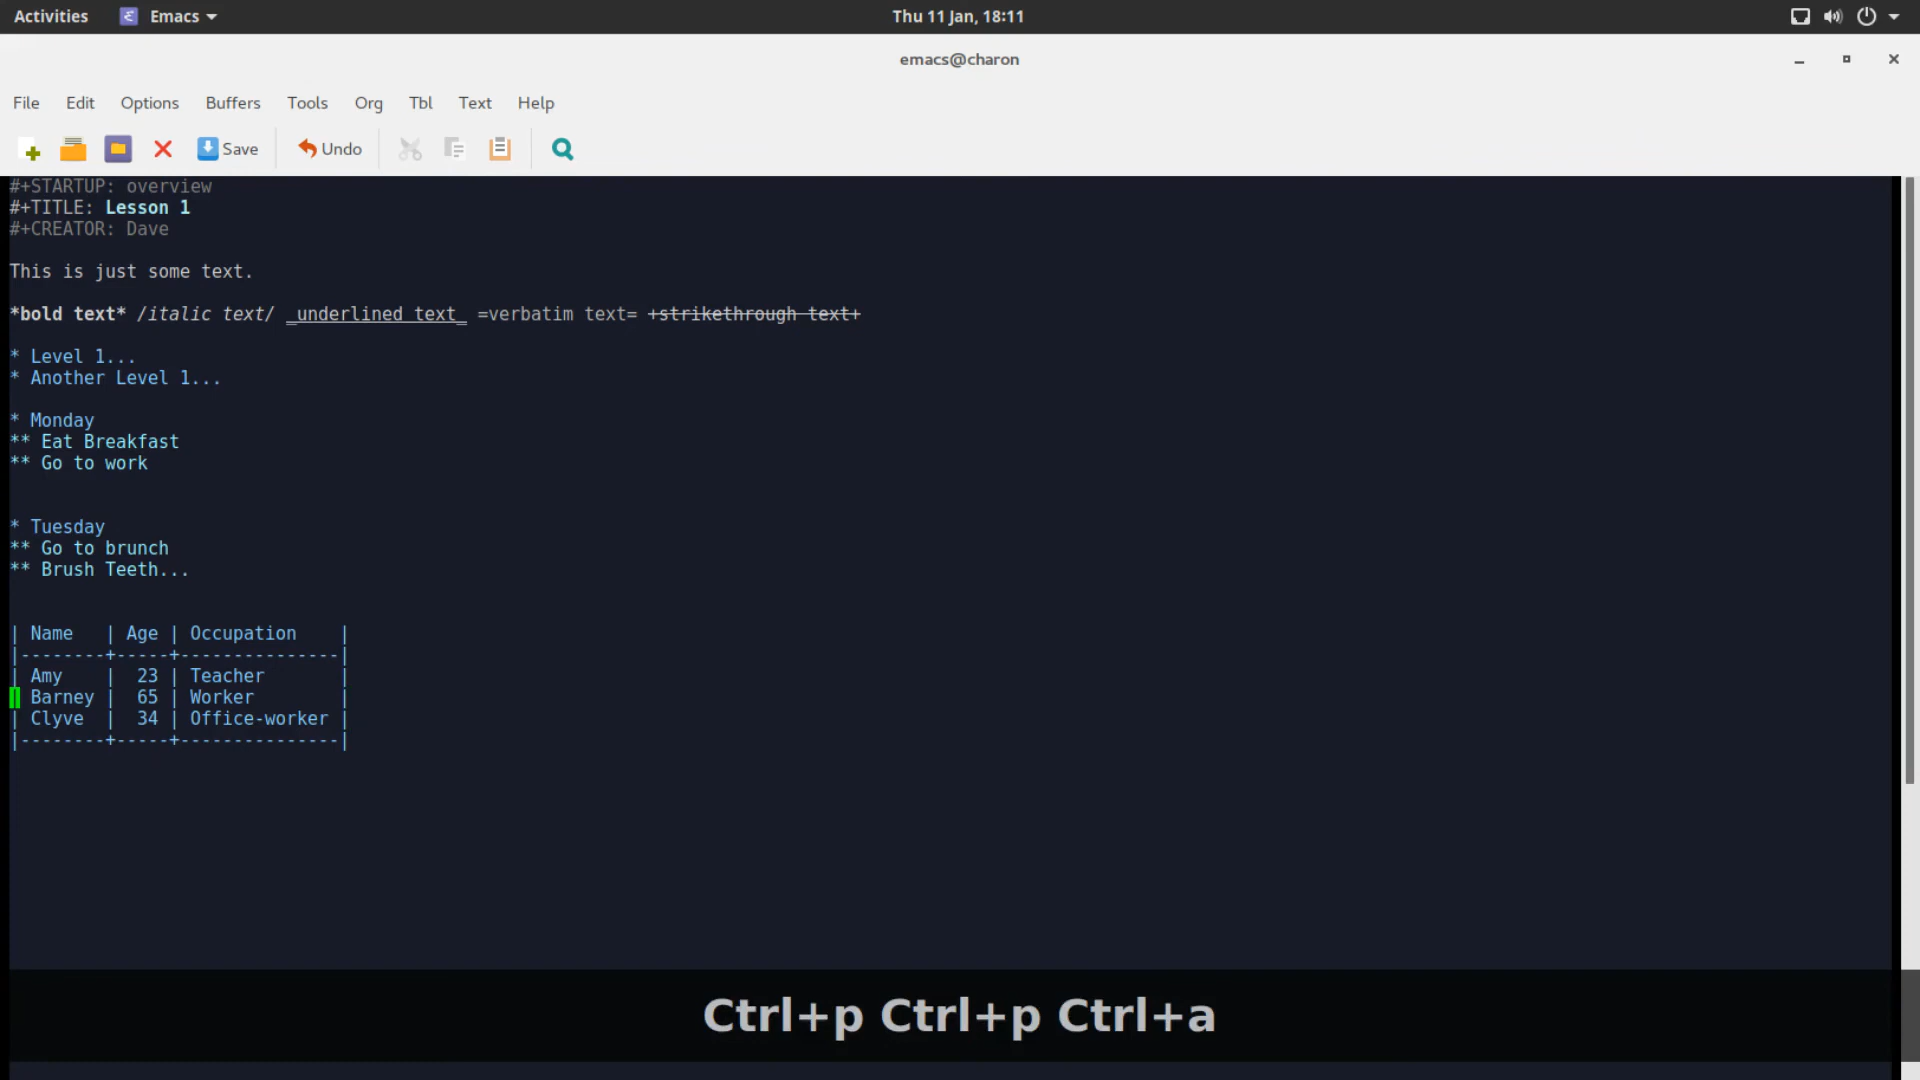 Activities Emacs Thu 11 Jan, 18:11
emacs@charon
File Edit Options Buffers Tools Org Tbl Text Help
Save Undo
#+STARTUP: overview
#+TITLE: Lesson 1
#+CREATOR: Dave
This is just some text.
*bold text* /italic text/ _underlined text_ =verbatim text= +strikethrough text+
* Level 1...
* Another Level 1...
* Monday
** Eat Breakfast
** Go to work
* Tuesday
** Go to brunch
** Brush Teeth...
| Name   | Age | Occupation    |
|--------+-----+---------------|
| Amy    |  23 | Teacher       |
| Barney |  65 | Worker        |
| Clyve  |  34 | Office-worker |
|--------+-----+---------------|
Ctrl+p Ctrl+p Ctrl+a